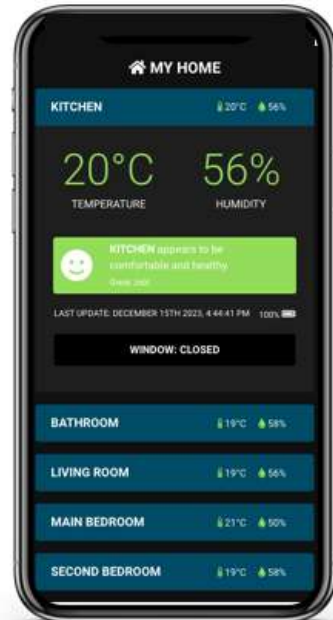 MY HOME
KITCHEN 20°C 56%
20°C 56%
TEMPERATURE HUMIDITY
KITCHEN appears to be
comfortable and healthy
Great Job!
LAST UPDATE: DECEMBER 15TH 2023, 4:44:41 PM 100%
WINDOW: CLOSED
BATHROOM 19°C 58%
LIVING ROOM 19°C 56%
MAIN BEDROOM 21°C 50%
SECOND BEDROOM 19°C 58%